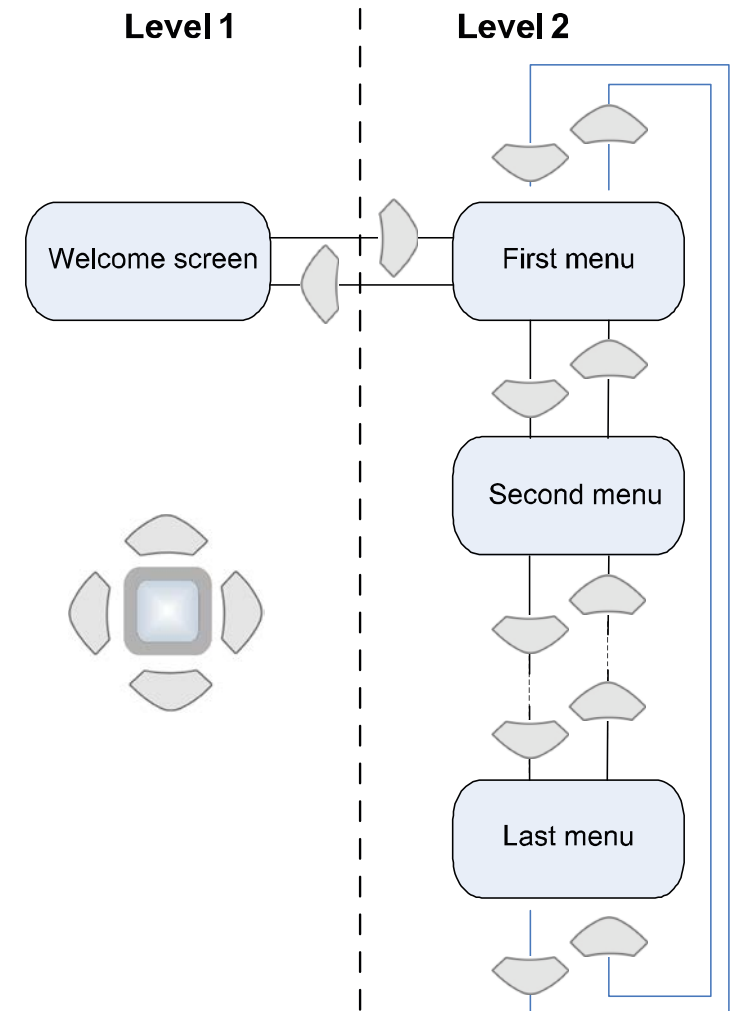 Level 1
Level 2
Welcome screen
First menu
Second menu
Last menu